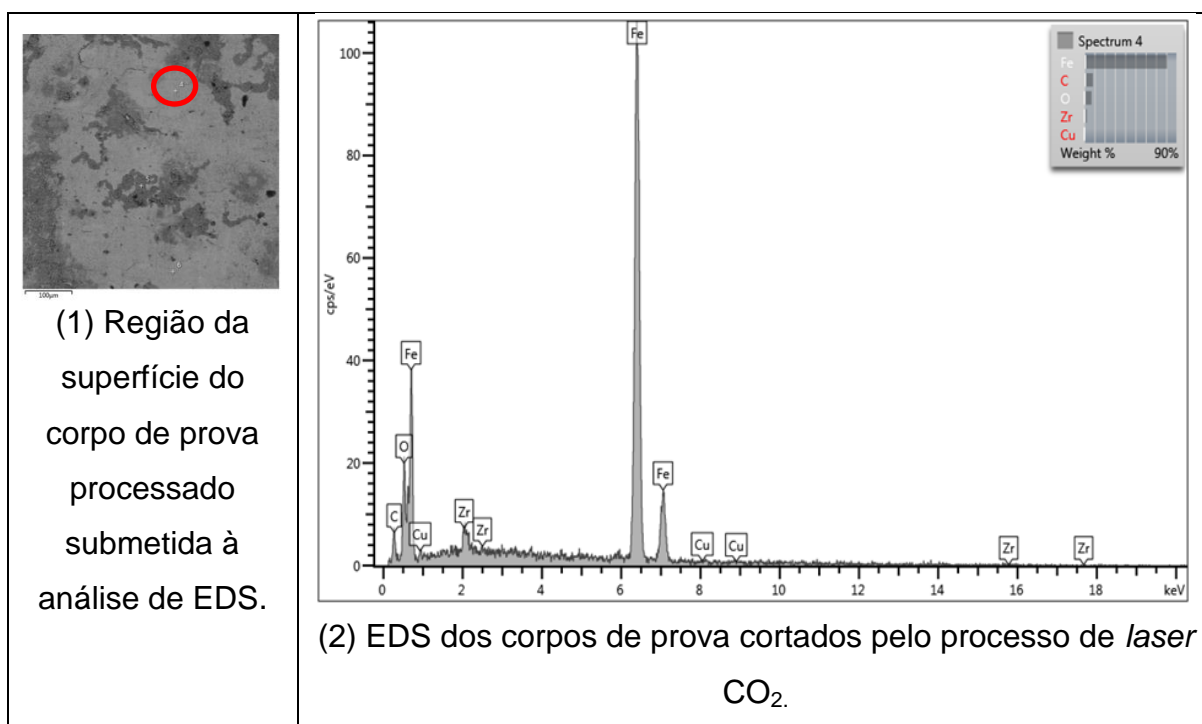 100µm
(1) Região da
superfície do
corpo de prova
processado
submetida à
análise de EDS.
100
80
60
40
20
0
cps/eV
Fe
Fe
O
C
Cu
Zr
Zr
Fe
Cu
Cu
Zr
Zr
0 2 4 6 8 10 12 14 16 18 keV
Spectrum 4
Fe
C
O
Zr
Cu
Weight % 90%
(2) EDS dos corpos de prova cortados pelo processo de laser
CO₂.